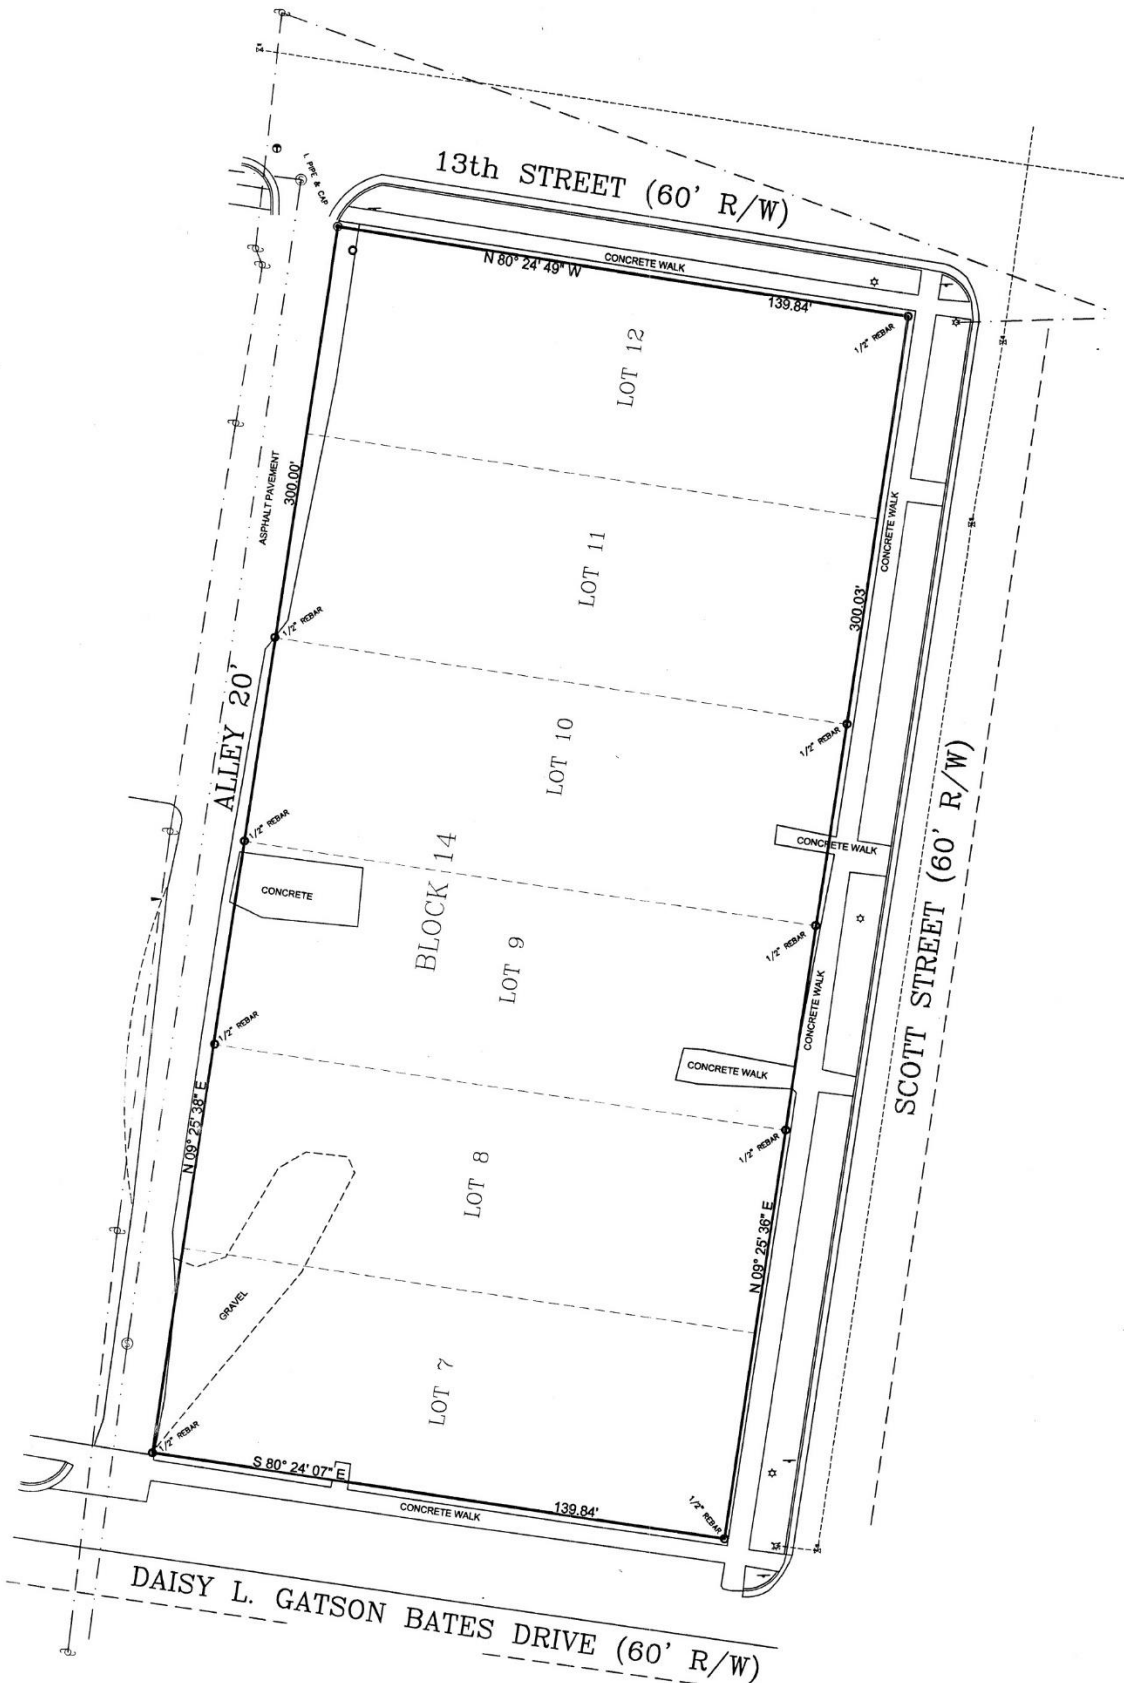 L PIPE & CAP
13th STREET (60' R/W)
CONCRETE WALK
N 80° 24' 49" W
139.84'
1/2" REBAR
LOT 12
ASPHALT PAVEMENT
300.00'
CONCRETE WALK
LOT 11
300.03'
1/2" REBAR
ALLEY 20'
LOT 10
1/2" REBAR
1/2" REBAR
CONCRETE WALK
SCOTT STREET (60' R/W)
CONCRETE
BLOCK 14
LOT 9
1/2" REBAR
CONCRETE WALK
1/2" REBAR
CONCRETE WALK
N 09° 25' 38" E
LOT 8
1/2" REBAR
N 09° 25' 36" E
GRAVEL
LOT 7
1/2" REBAR
S 80° 24' 07" E
139.84'
1/2" REBAR
CONCRETE WALK
DAISY L. GATSON BATES DRIVE (60' R/W)